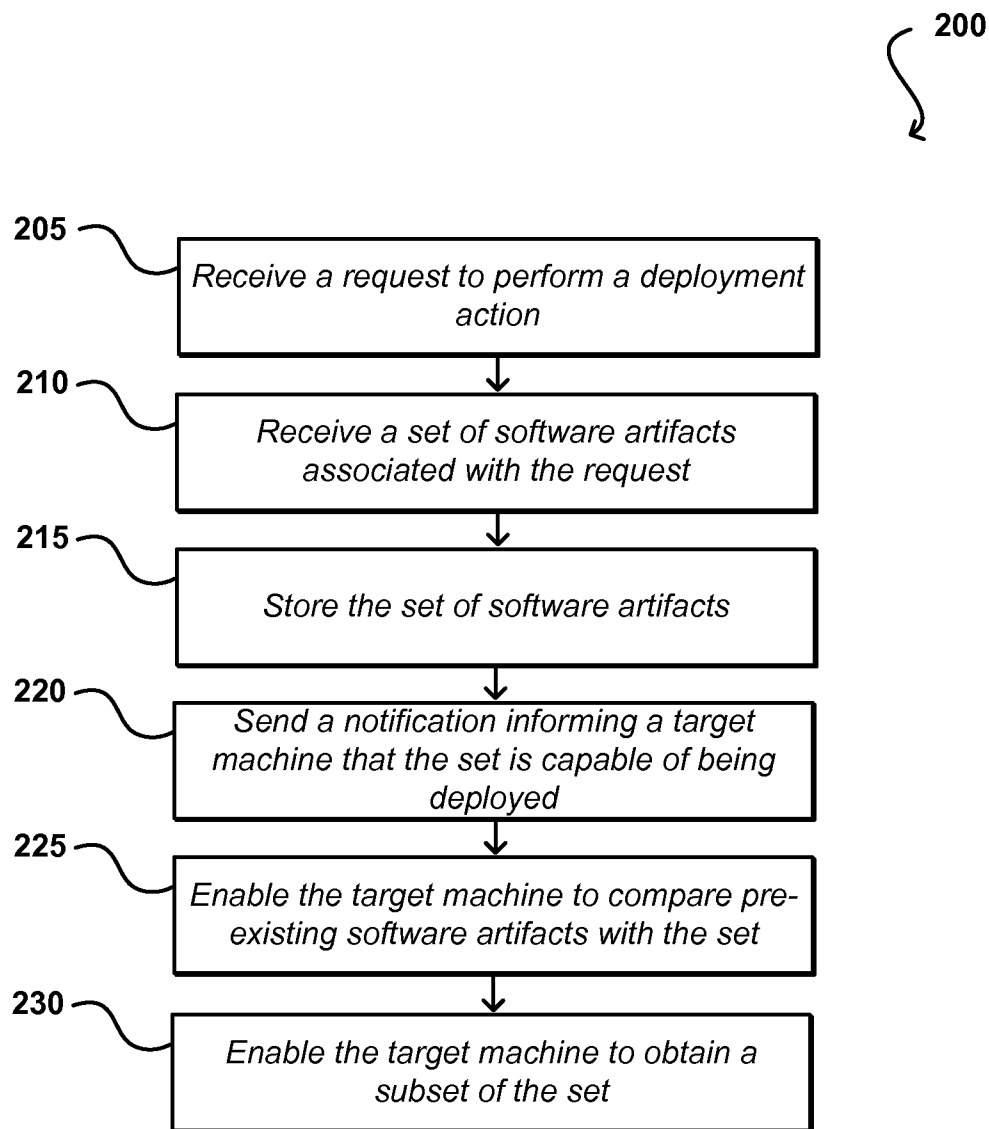 200
205
Receive a request to perform a deployment
action
210
Receive a set of software artifacts
associated with the request
215
Store the set of software artifacts
220
Send a notification informing a target
machine that the set is capable of being
deployed
225
Enable the target machine to compare pre-
existing software artifacts with the set
230
Enable the target machine to obtain a
subset of the set